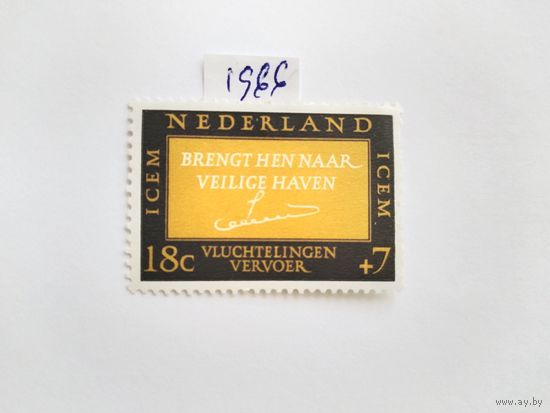 1966
NEDERLAND
ICEM
BRENGT HEN NAAR
VEILIGE HAVEN
ICEM
18c
VLUCHTELINGEN
VERVOER
+7
www.ay.by